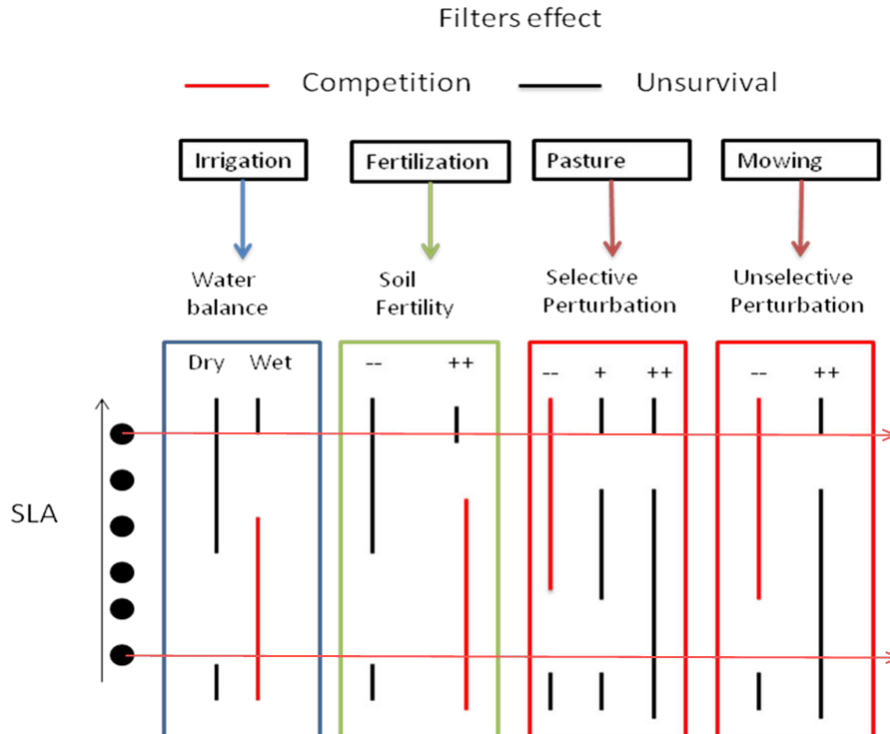 Filters effect
Competition Unsurvival
Irrigation Fertilization Pasture Mowing
Water balance
Soil Fertility
Selective Perturbation
Unselective Perturbation
Dry Wet -- ++ -- + ++ -- ++
SLA